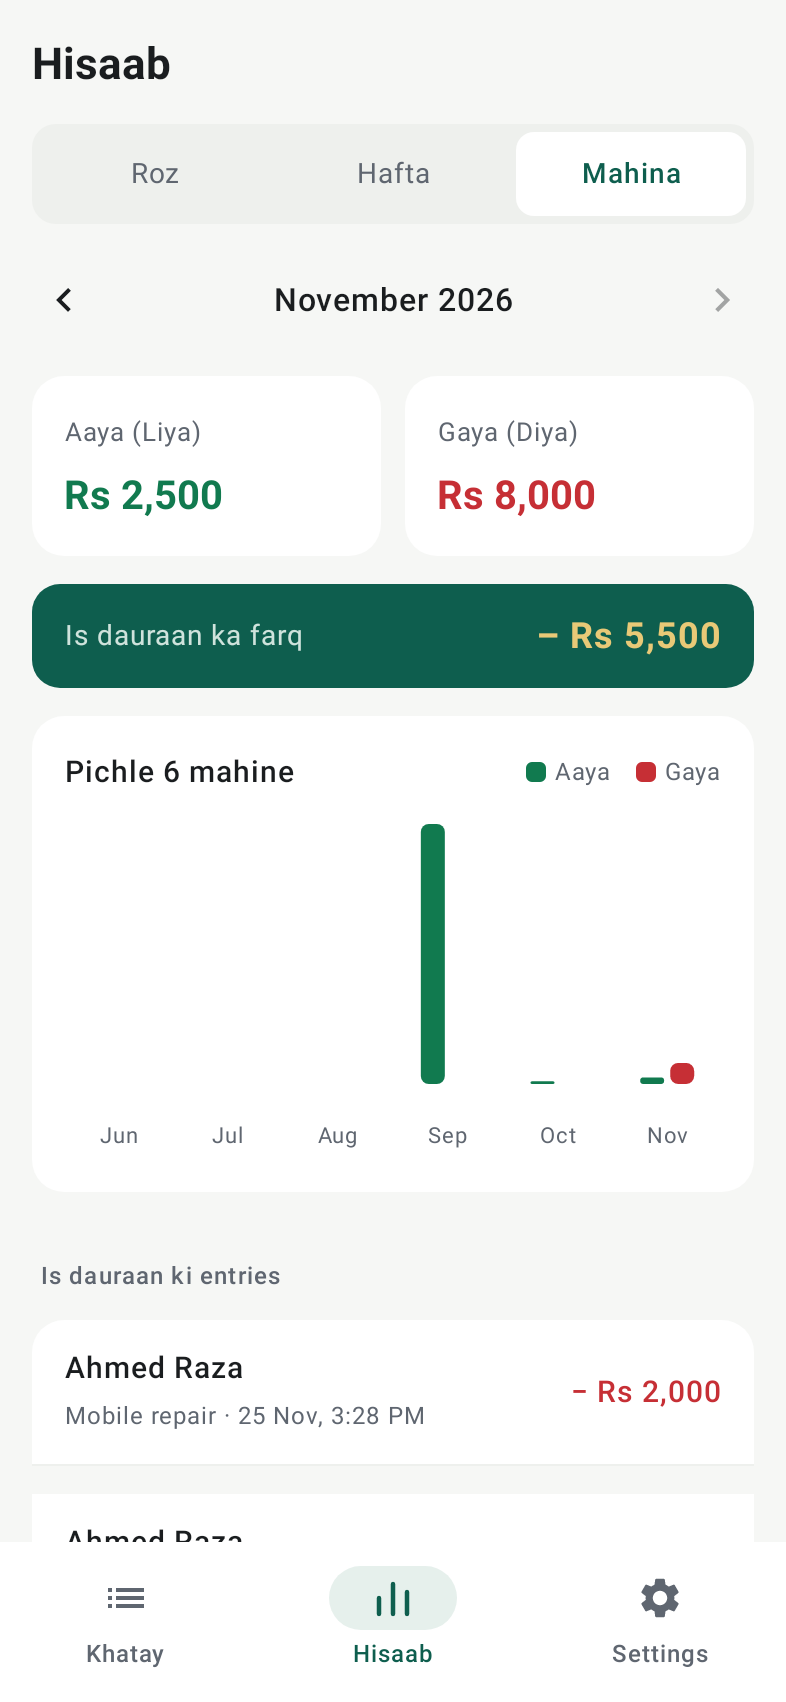 Hisaab
Roz
Hafta
Mahina
November 2026
Aaya (Liya)
Rs 2,500
Gaya (Diya)
Rs 8,000
Is dauraan ka farq
− Rs 5,500
Pichle 6 mahine
Aaya
Gaya
Jun
Jul
Aug
Sep
Oct
Nov
Is dauraan ki entries
Ahmed Raza
Mobile repair · 25 Nov, 3:28 PM
− Rs 2,000
Ahmed Raza
Khatay
Hisaab
Settings